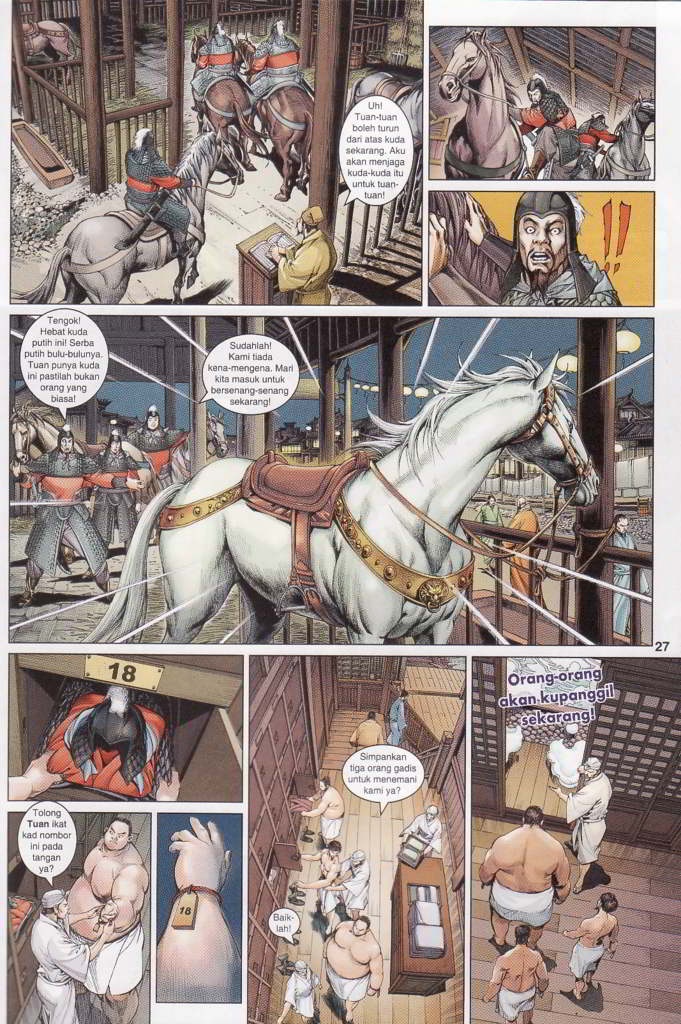 Uh!
Tuan-tuan
boleh turun
dari atas kuda
sekarang. Aku
akan menjaga
kuda-kuda itu
untuk tuan-
tuan!
!!
Tengok!
Hebat kuda
putih ini! Serba
putih bulu-bulunya.
Tuan punya kuda
ini pastilah bukan
orang yang
biasa!
Sudahlah!
Kami tiada
kena-mengena. Mari
kita masuk untuk
bersenang-senang
sekarang!
27
18
Tolong
Tuan ikat
kad nombor
ini pada
tangan
ya?
18
Simpankan
tiga orang gadis
untuk menemani
kami ya?
Baik-
lah!
Orang-orang
akan kupanggil
sekarang!